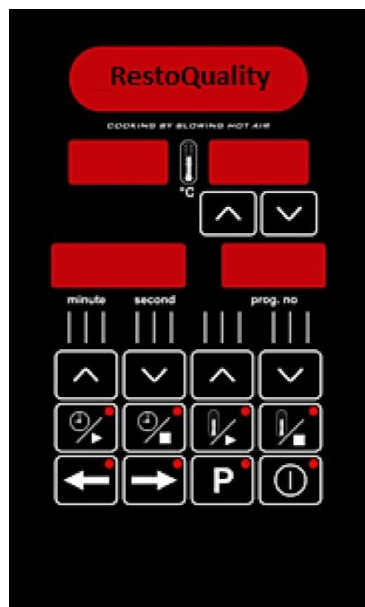 RestoQuality
COOKING BY BLOWING HOT AIR
°C
minute second prog. no
P